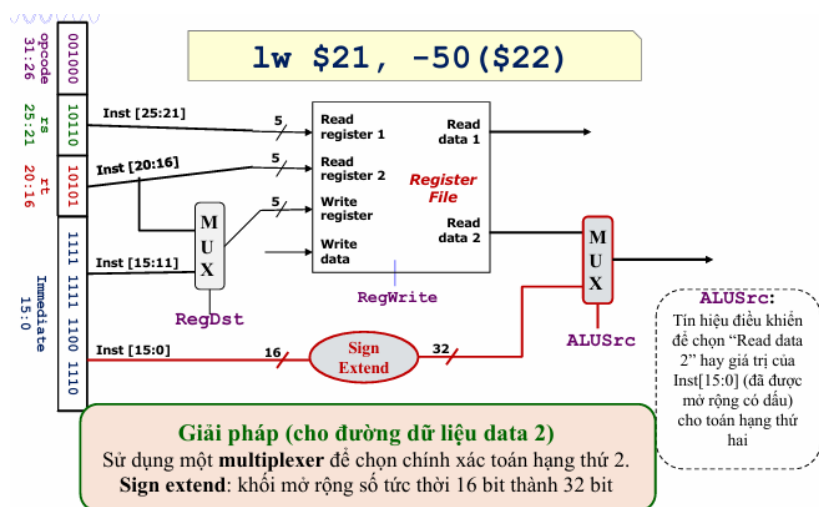 lw $21, -50($22)
opcode
31:26
001000
rs
25:21
10110
rt
20:16
10101
Immediate
15:0
1111 1111 1100 1110
Inst [25:21]
5
Inst [20:16]
5
5
Inst [15:11]
Inst [15:0]
16
32
MUX
RegDst
Read
register 1
Read
register 2
Write
register
Write
data
Read
data 1
Register
File
Read
data 2
RegWrite
Sign
Extend
MUX
ALUSrc
ALUSrc:
Tín hiệu điều khiển
để chọn “Read data
2” hay giá trị của
Inst[15:0] (đã được
mở rộng có dấu)
cho toán hạng thứ
hai
Giải pháp (cho đường dữ liệu data 2)
Sử dụng một multiplexer để chọn chính xác toán hạng thứ 2.
Sign extend: khối mở rộng số tức thời 16 bit thành 32 bit